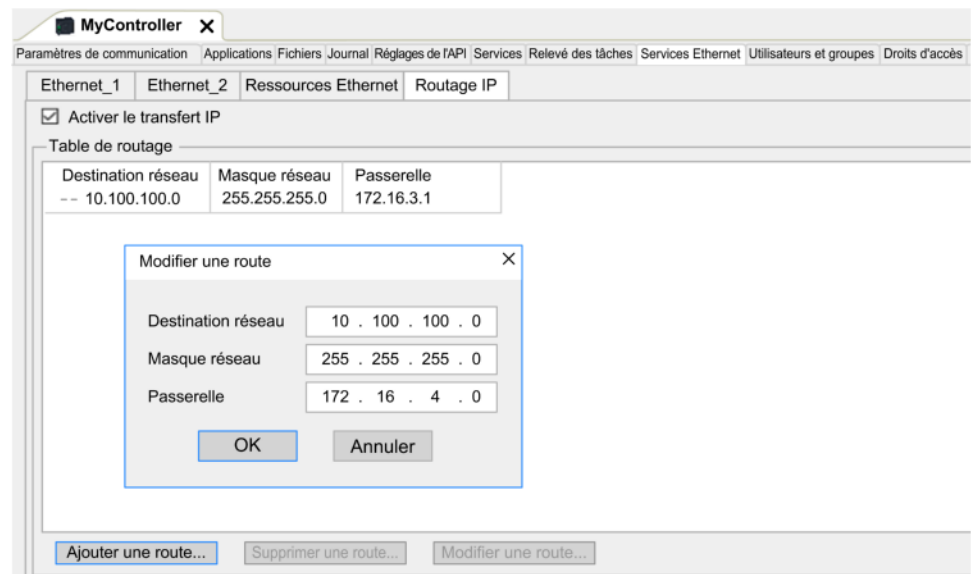 MyController X
Paramètres de communication Applications Fichiers Journal Réglages de l'API Services Relevé des tâches Services Ethernet Utilisateurs et groupes Droits d'accès
Ethernet_1 Ethernet_2 Ressources Ethernet Routage IP
Activer le transfert IP
Table de routage
Destination réseau Masque réseau Passerelle
-- 10.100.100.0 255.255.255.0 172.16.3.1
Modifier une route
Destination réseau 10 . 100 . 100 . 0
Masque réseau 255 . 255 . 255 . 0
Passerelle 172 . 16 . 4 . 0
OK Annuler
Ajouter une route... Supprimer une route... Modifier une route...